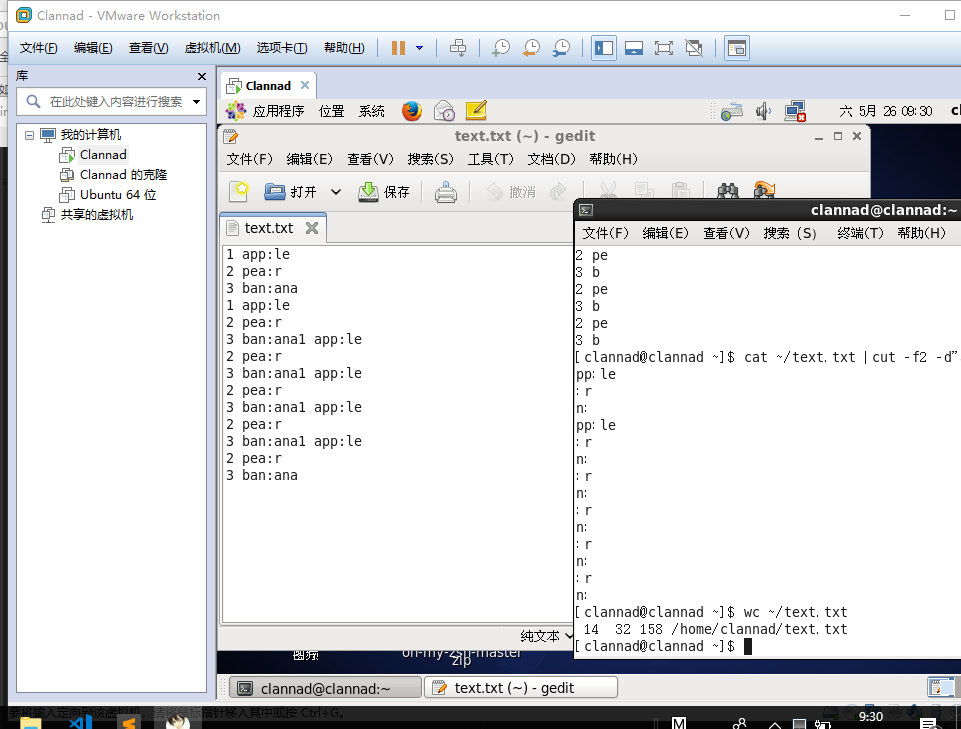 Clannad - VMware Workstation
文件(F) 编辑(E) 查看(V) 虚拟机(M) 选项卡(T) 帮助(H)
库
在此处键入内容进行搜索
我的计算机
Clannad
Clannad 的克隆
Ubuntu 64 位
共享的虚拟机
Clannad
应用程序 位置 系统
六 5月 26 09:30
text.txt (~) - gedit
文件(F) 编辑(E) 查看(V) 搜索(S) 工具(T) 文档(D) 帮助(H)
打开 保存 撤消
text.txt
1 app:le
2 pea:r
3 ban:ana
1 app:le
2 pea:r
3 ban:ana1 app:le
2 pea:r
3 ban:ana1 app:le
2 pea:r
3 ban:ana1 app:le
2 pea:r
3 ban:ana1 app:le
2 pea:r
3 ban:ana
纯文本
clannad@clannad:~
文件(F) 编辑(E) 查看(V) 搜索 (S) 终端(T) 帮助(H)
2 pe
3 b
2 pe
3 b
2 pe
3 b
[clannad@clannad ~]$ cat ~/text.txt |cut -f2 -d”
pp:le
:r
n:
pp:le
:r
n:
:r
n:
:r
n:
:r
n:
:r
n:
[clannad@clannad ~]$ wc ~/text.txt
14 32 158 /home/clannad/text.txt
[clannad@clannad ~]$
oh-my-zsh-master
zip
clannad@clannad:~
text.txt (~) - gedit
要将输入定向到该虚拟机，请将鼠标指针移入其中或按 Ctrl+G。
M
9:30